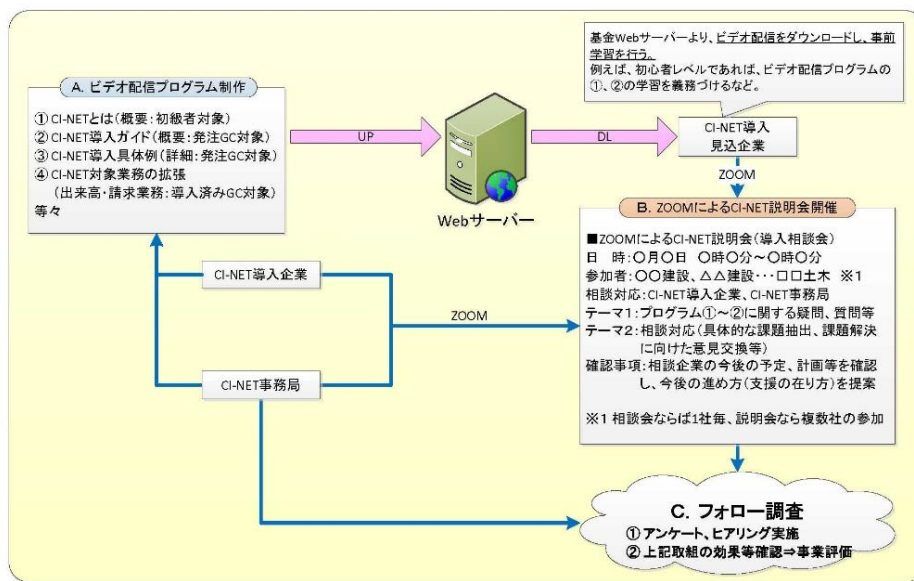 基金Webサーバーより、ビデオ配信をダウンロードし、事前
学習を行う。
例えば、初心者レベルであれば、ビデオ配信プログラムの
①、②の学習を義務づけるなど。
A. ビデオ配信プログラム制作
① CI-NETとは(概要:初級者対象)
② CI-NET導入ガイド(概要:発注GC対象)
③ CI-NET導入具体例(詳細:発注GC対象)
④ CI-NET対象業務の拡張
(出来高・請求業務:導入済みGC対象)
等々
UP
Webサーバー
DL
CI-NET導入
見込企業
ZOOM
B. ZOOMによるCI-NET説明会開催
■ZOOMによるCI-NET説明会(導入相談会)
日 時:〇月〇日 〇時〇分~〇時〇分
参加者:〇〇建設、△△建設・・・□□土木 ※1
相談対応:CI-NET導入企業、CI-NET事務局
テーマ1:プログラム①~②に関する疑問、質問等
テーマ2:相談対応(具体的な課題抽出、課題解決
に向けた意見交換等)
確認事項:相談企業の今後の予定、計画等を確認
し、今後の進め方(支援の在り方)を提案
※1 相談会ならば1社毎、説明会なら複数社の参加
CI-NET導入企業
ZOOM
CI-NET事務局
C. フォロー調査
① アンケート、ヒアリング実施
② 上記取組の効果等確認⇒事業評価